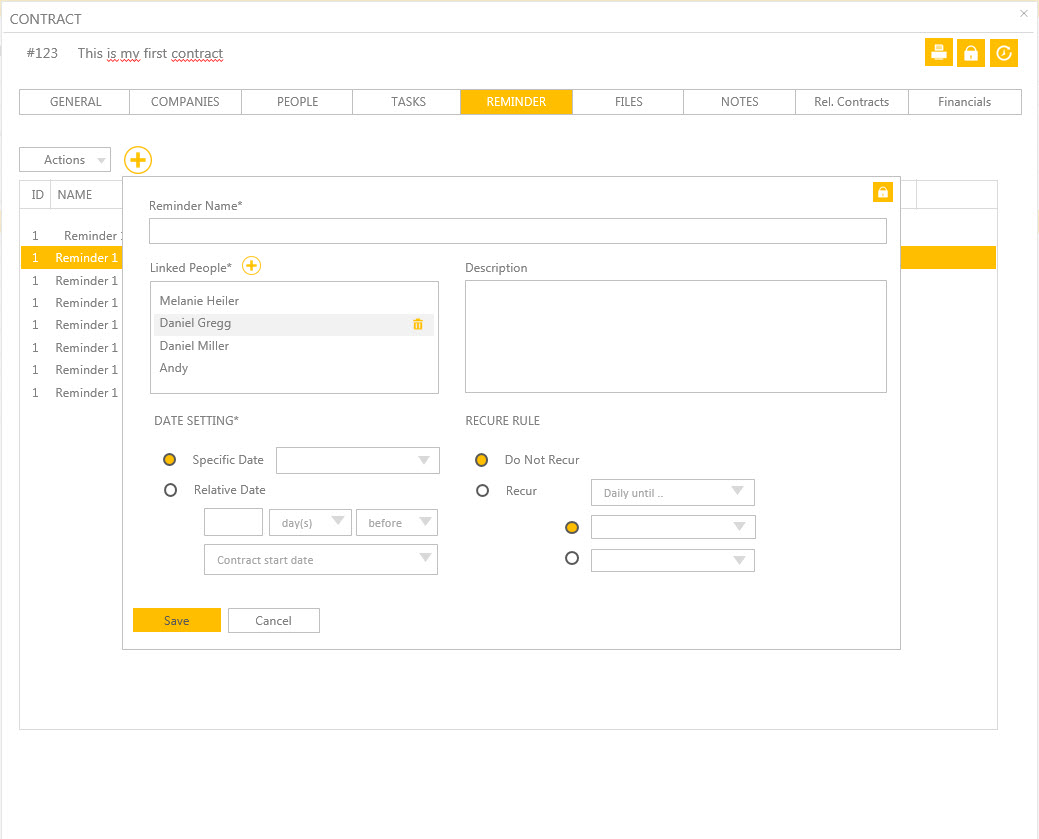 CONTRACT
#123 This is my first contract
GENERAL COMPANIES PEOPLE TASKS REMINDER FILES NOTES Rel. Contracts Financials
Actions
ID NAME
1 Reminder
1 Reminder 1
1 Reminder 1
1 Reminder 1
1 Reminder 1
1 Reminder 1
1 Reminder 1
1 Reminder 1
Reminder Name*
Linked People*
Melanie Heiler
Daniel Gregg
Daniel Miller
Andy
Description
DATE SETTING*
Specific Date
Relative Date
day(s) before
Contract start date
RECURE RULE
Do Not Recur
Recur Daily until ..
Save Cancel